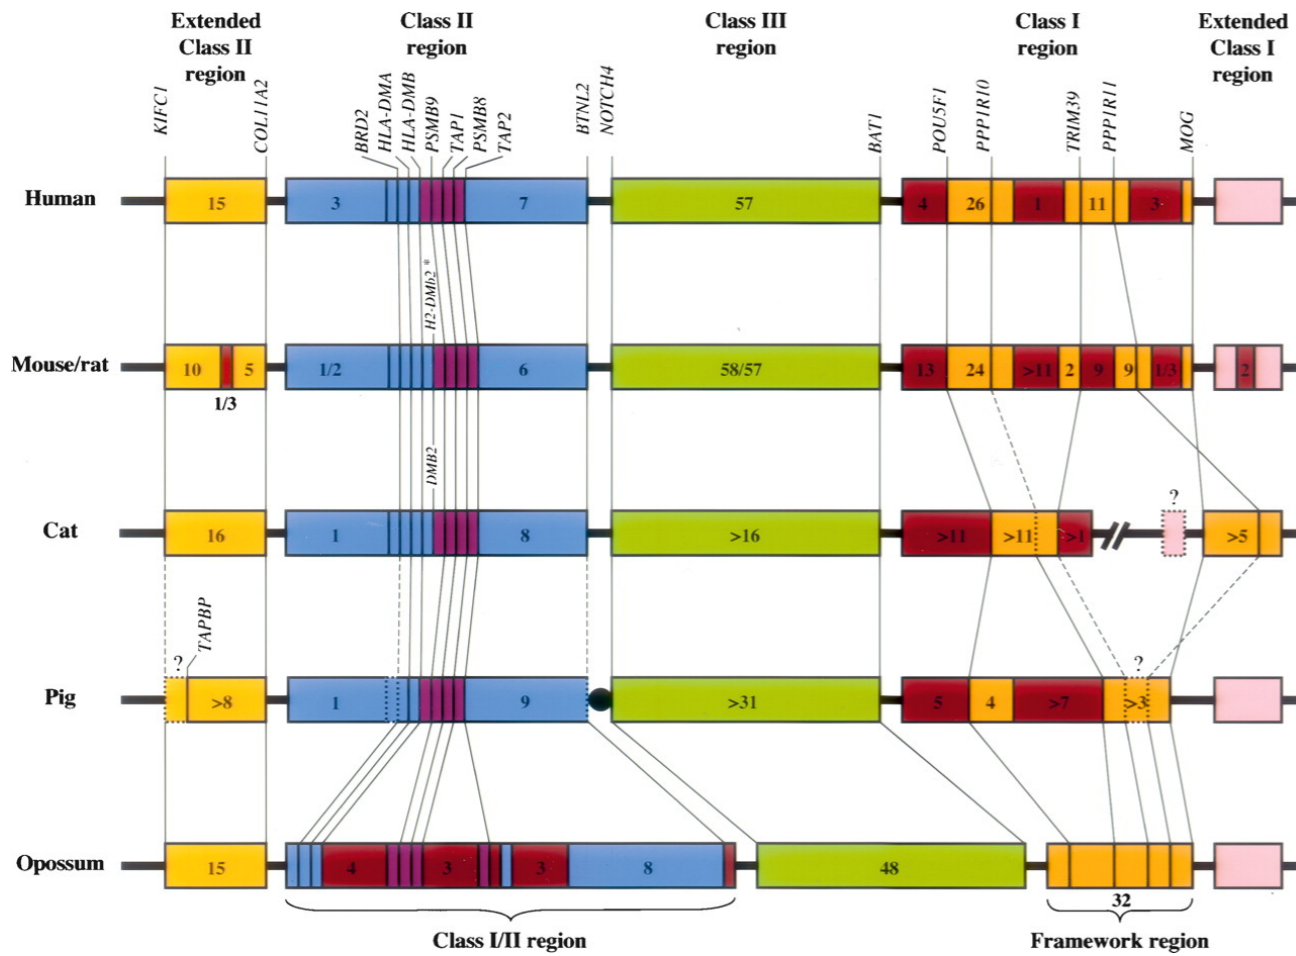 Extended
Class II
region
Class II
region
Class III
region
Class I
region
Extended
Class I
region
KIFC1
COL11A2
BRD2
HLA-DMA
HLA-DMB
PSMB9
TAP1
PSMB8
TAP2
BTNL2
NOTCH4
BAT1
POU5F1
PPP1R10
TRIM39
PPP1R11
MOG
Human
15
3
7
57
4
26
1
11
3
H2-DMb2 *
Mouse/rat
10
5
1/3
1/2
6
58/57
13
24
>11
2
9
9
1/3
2
DMB2
Cat
16
1
8
>16
>11
>11
>1
?
>5
?
TAPBP
Pig
>8
1
9
>31
5
4
>7
?
>3
Opossum
15
4
3
3
8
48
32
Class I/II region
Framework region